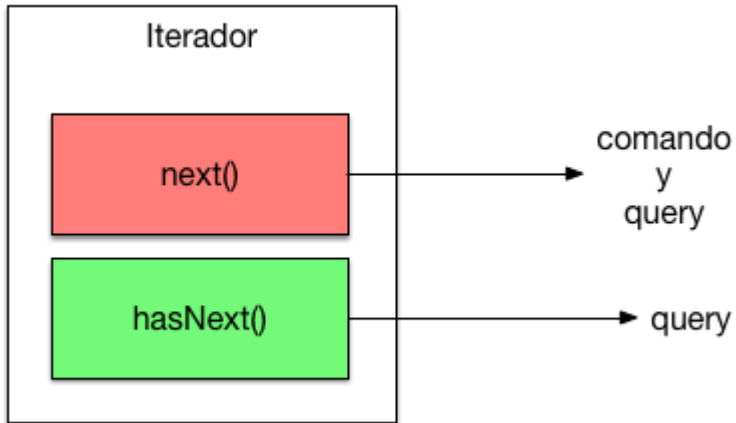 Iterador
next()
comando
y
query
hasNext()
query